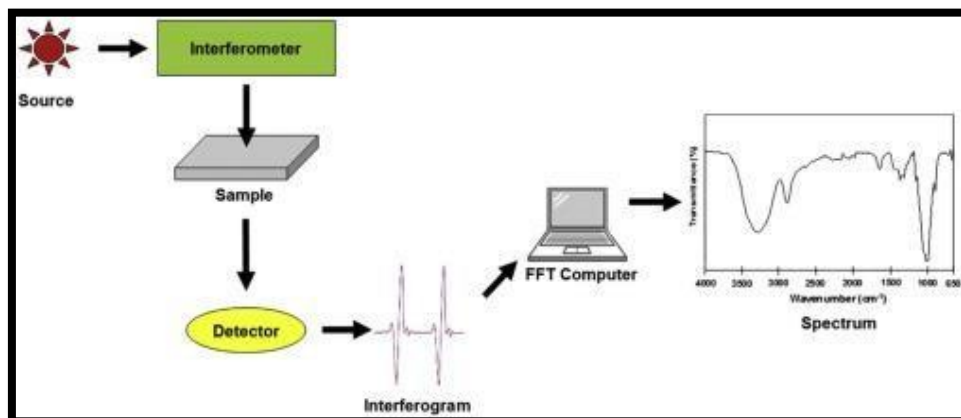 Source
Interferometer
Sample
Detector
Interferogram
FFT Computer
4000 3500 3000 2500 2000 1500 1000 650
Wavenumber (cm⁻¹)
Spectrum